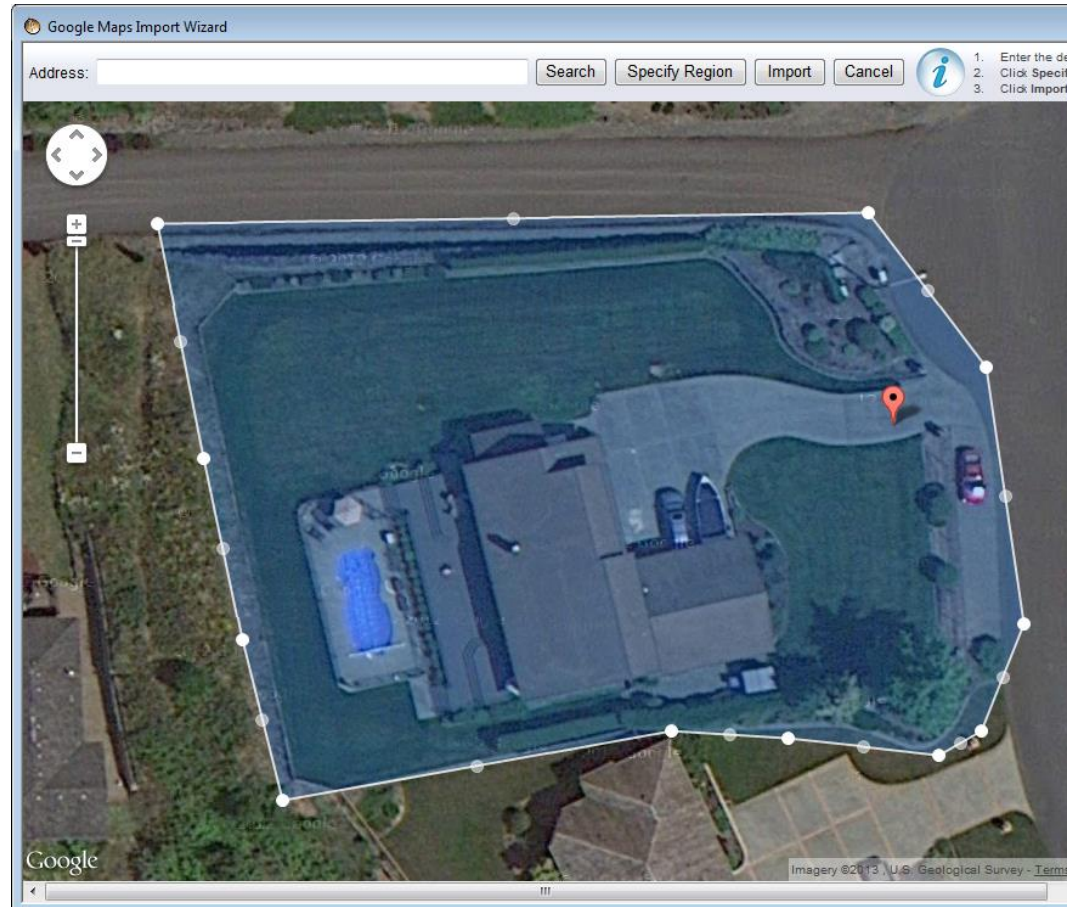 Google Maps Import Wizard
Address:
Search
Specify Region
Import
Cancel
1. Enter the de
2. Click Specif
3. Click Import
Google
Imagery ©2013 , U.S. Geological Survey - Terms